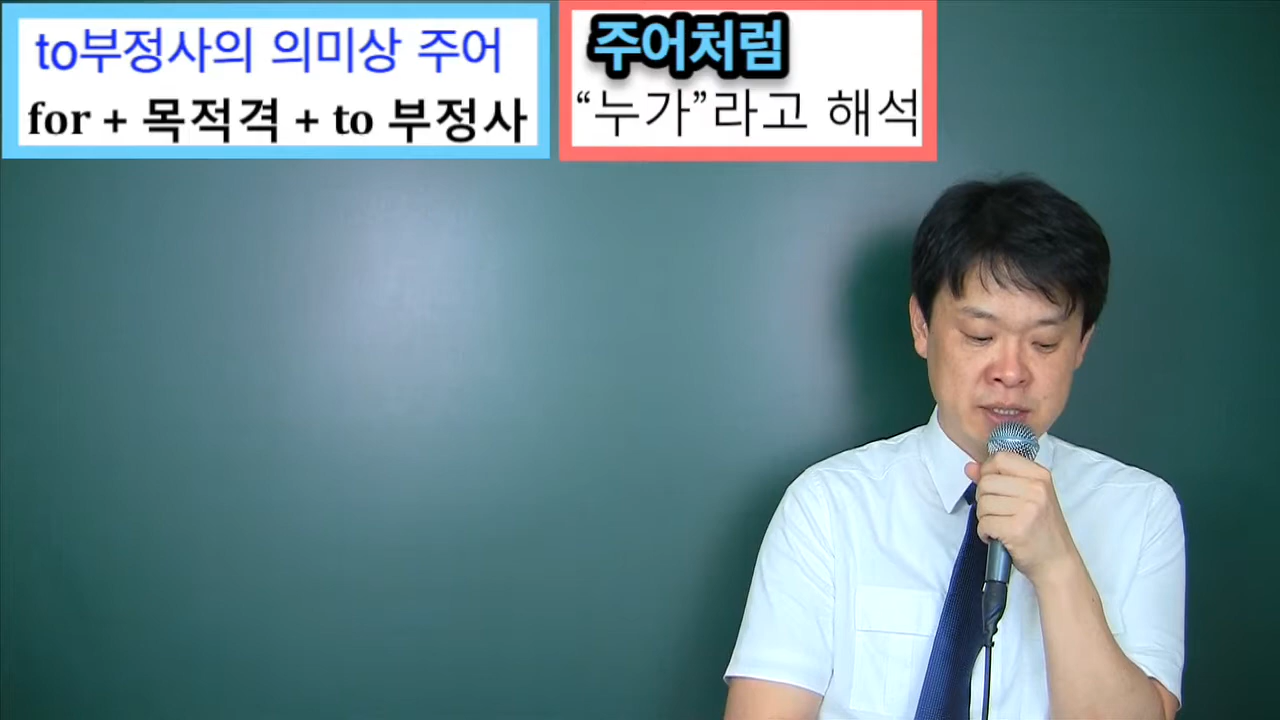 to부정사의 의미상 주어
for + 목적격 + to 부정사
주어처럼
“누가”라고 해석